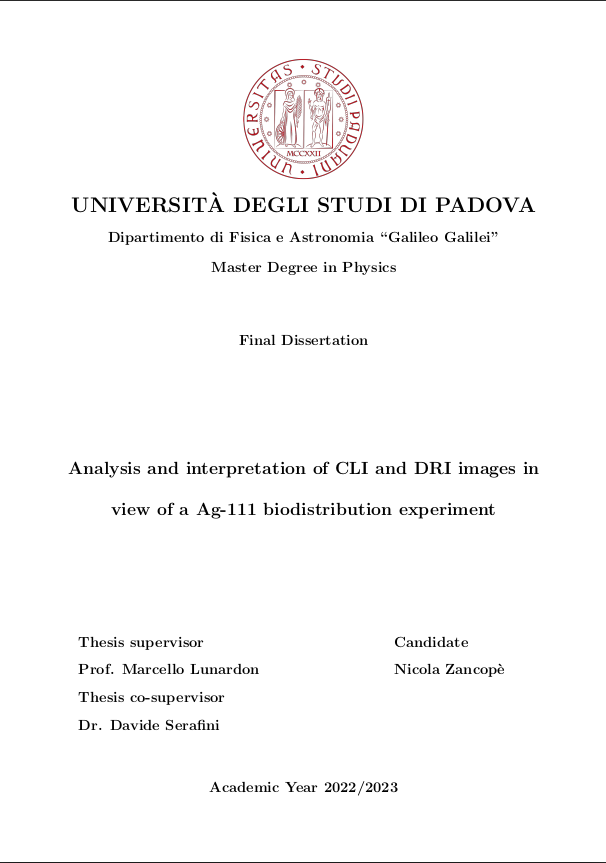 UNIVERSITAS • STUDII PADUANI •
MCCXXII
UNIVERSITÀ DEGLI STUDI DI PADOVA
Dipartimento di Fisica e Astronomia “Galileo Galilei”
Master Degree in Physics
Final Dissertation
Analysis and interpretation of CLI and DRI images in
view of a Ag-111 biodistribution experiment
Thesis supervisor
Prof. Marcello Lunardon
Thesis co-supervisor
Dr. Davide Serafini
Candidate
Nicola Zancopè
Academic Year 2022/2023